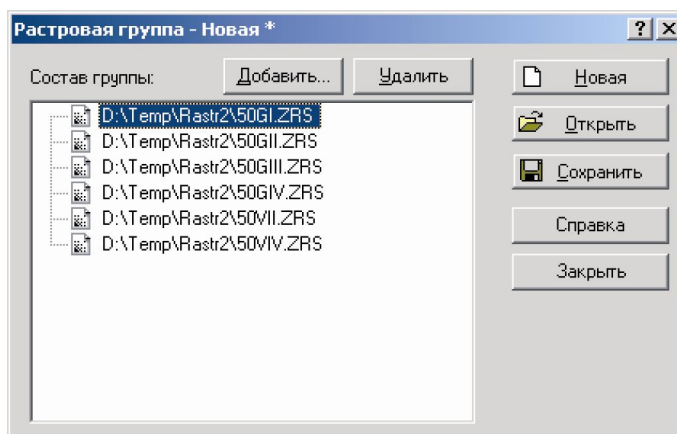 Растровая группа - Новая *
Состав группы:
Добавить...
Удалить
D:\Temp\Rastr2\50GI.ZRS
D:\Temp\Rastr2\50GII.ZRS
D:\Temp\Rastr2\50GIII.ZRS
D:\Temp\Rastr2\50GIV.ZRS
D:\Temp\Rastr2\50VII.ZRS
D:\Temp\Rastr2\50VIV.ZRS
Новая
Открыть
Сохранить
Справка
Закрыть